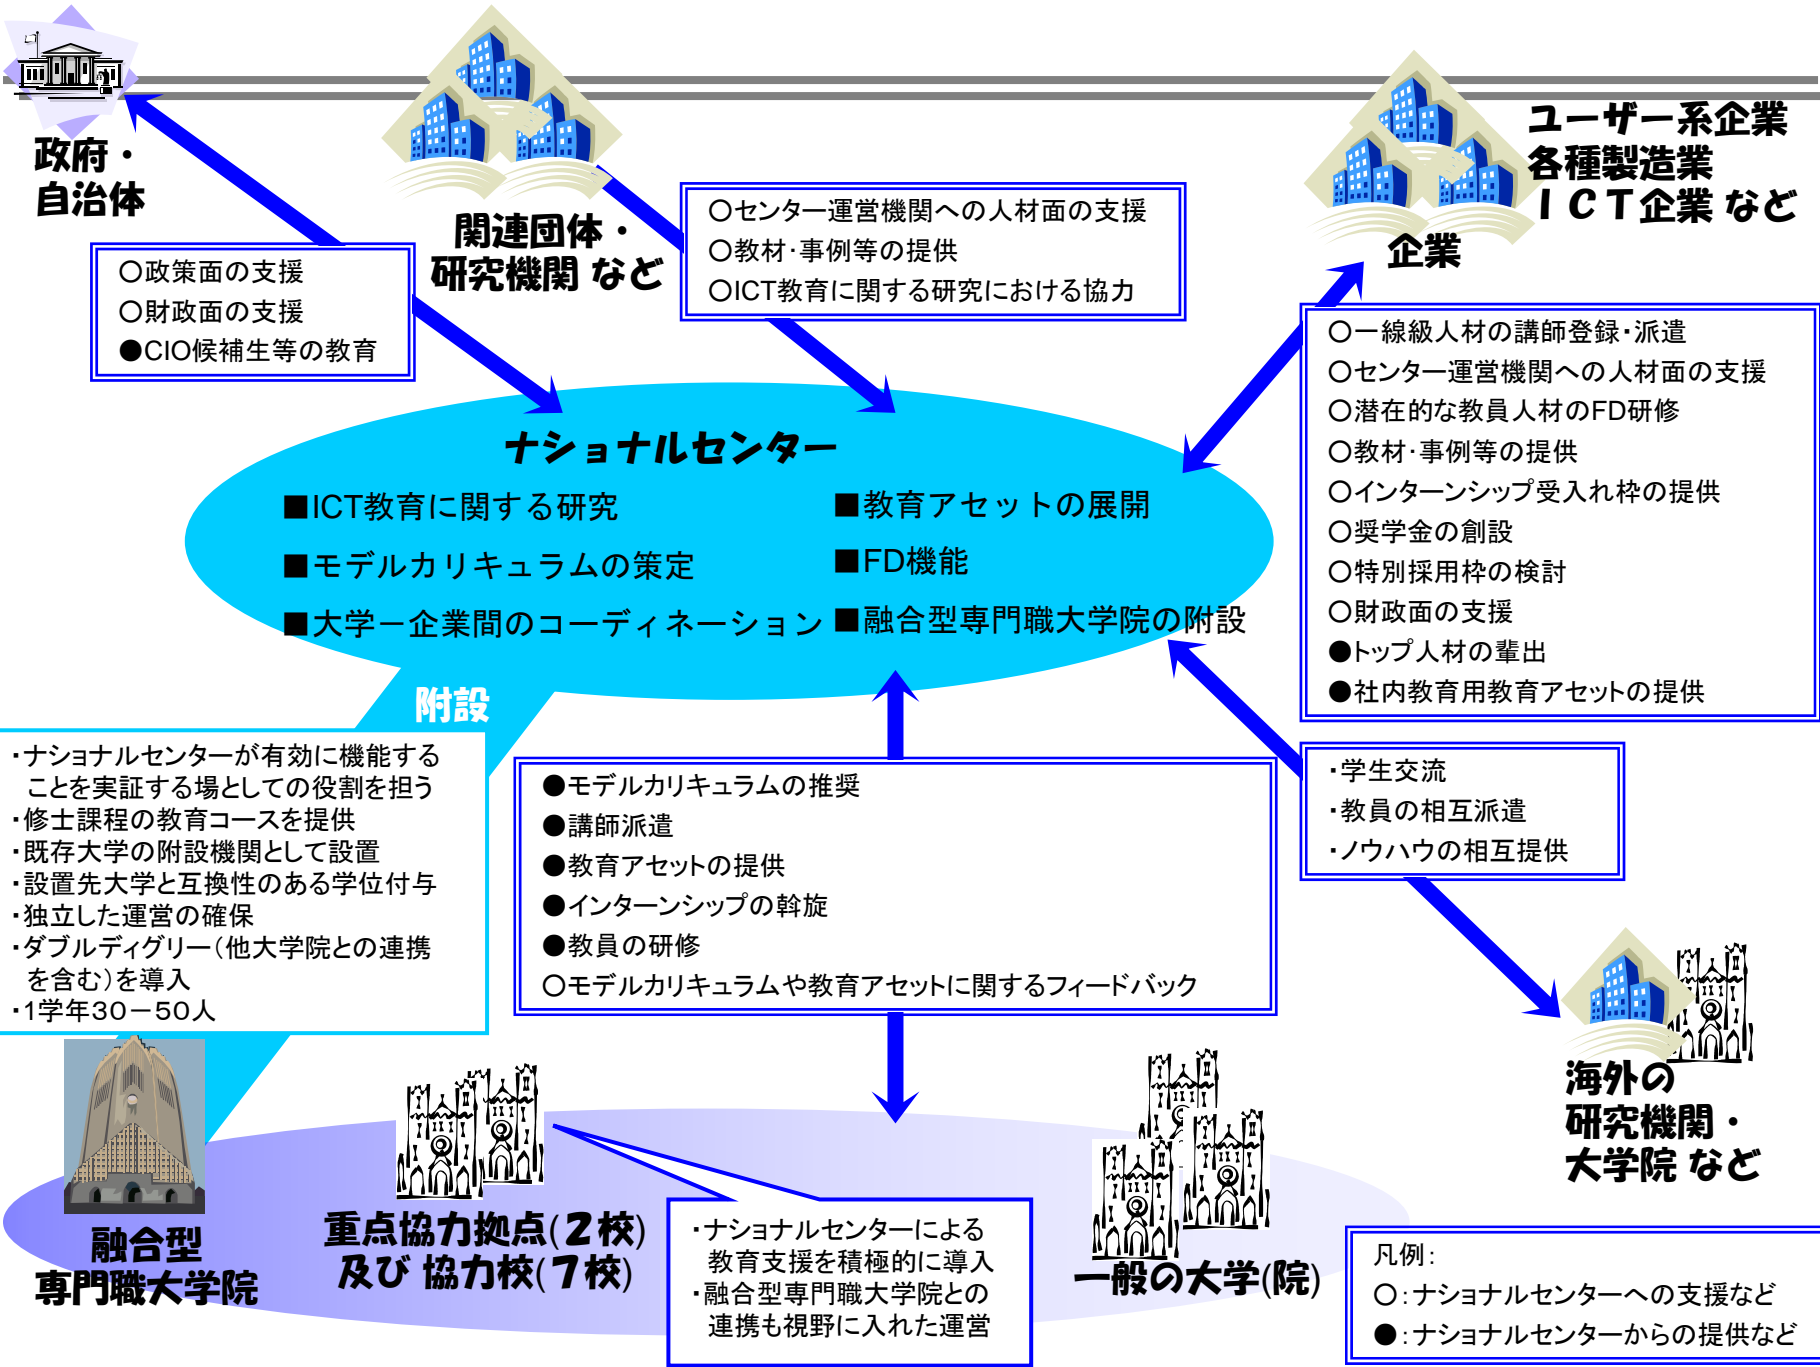 政府・
自治体
関連団体・
研究機関 など
ユーザー系企業
各種製造業
ＩＣＴ企業 など
企業
○政策面の支援
○財政面の支援
●CIO候補生等の教育
○センター運営機関への人材面の支援
○教材･事例等の提供
○ICT教育に関する研究における協力
○一線級人材の講師登録・派遣
○センター運営機関への人材面の支援
○潜在的な教員人材のFD研修
○教材･事例等の提供
○インターンシップ受入れ枠の提供
○奨学金の創設
○特別採用枠の検討
○財政面の支援
●トップ人材の輩出
●社内教育用教育アセットの提供
ナショナルセンター
■ICT教育に関する研究
■モデルカリキュラムの策定
■大学－企業間のコーディネーション
■教育アセットの展開
■FD機能
■融合型専門職大学院の附設
附設
・ナショナルセンターが有効に機能する
ことを実証する場としての役割を担う
・修士課程の教育コースを提供
・既存大学の附設機関として設置
・設置先大学と互換性のある学位付与
・独立した運営の確保
・ダブルディグリー（他大学院との連携
を含む）を導入
・1学年３０－５０人
●モデルカリキュラムの推奨
●講師派遣
●教育アセットの提供
●インターンシップの斡旋
●教員の研修
○モデルカリキュラムや教育アセットに関するフィードバック
・学生交流
・教員の相互派遣
・ノウハウの相互提供
海外の
研究機関・
大学院 など
融合型
専門職大学院
重点協力拠点(２校)
及び 協力校(７校)
・ナショナルセンターによる
教育支援を積極的に導入
・融合型専門職大学院との
連携も視野に入れた運営
一般の大学(院)
凡例：
○：ナショナルセンターへの支援など
●：ナショナルセンターからの提供など